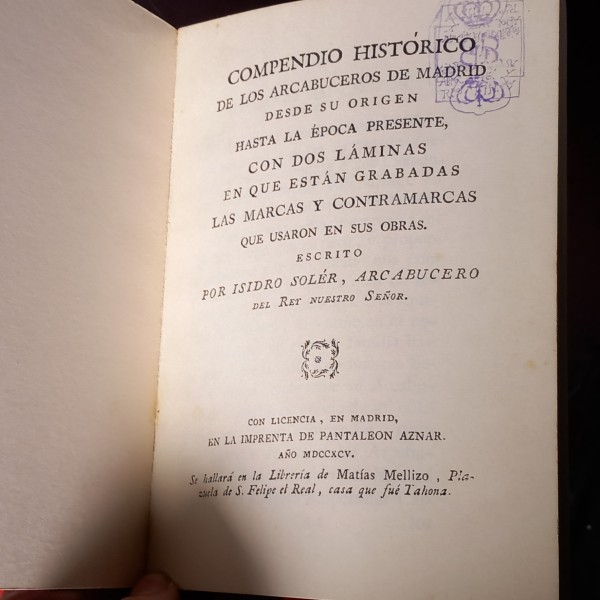 COMPENDIO HISTÓRICO
DE LOS ARCABUCEROS DE MADRID
DESDE SU ORIGEN
HASTA LA ÉPOCA PRESENTE,
CON DOS LÁMINAS
EN QUE ESTÁN GRABADAS
LAS MARCAS Y CONTRAMARCAS
QUE USARON EN SUS OBRAS.
ESCRITO
POR ISIDRO SOLÉR, ARCABUCERO
DEL REY NUESTRO SEÑOR.
CON LICENCIA, EN MADRID,
EN LA IMPRENTA DE PANTALEON AZNAR.
AÑO MDCCXCV.
Se hallará en la Librería de Matías Mellizo, Pla-
zuela de S. Felipe el Real, casa que fué Tahona.